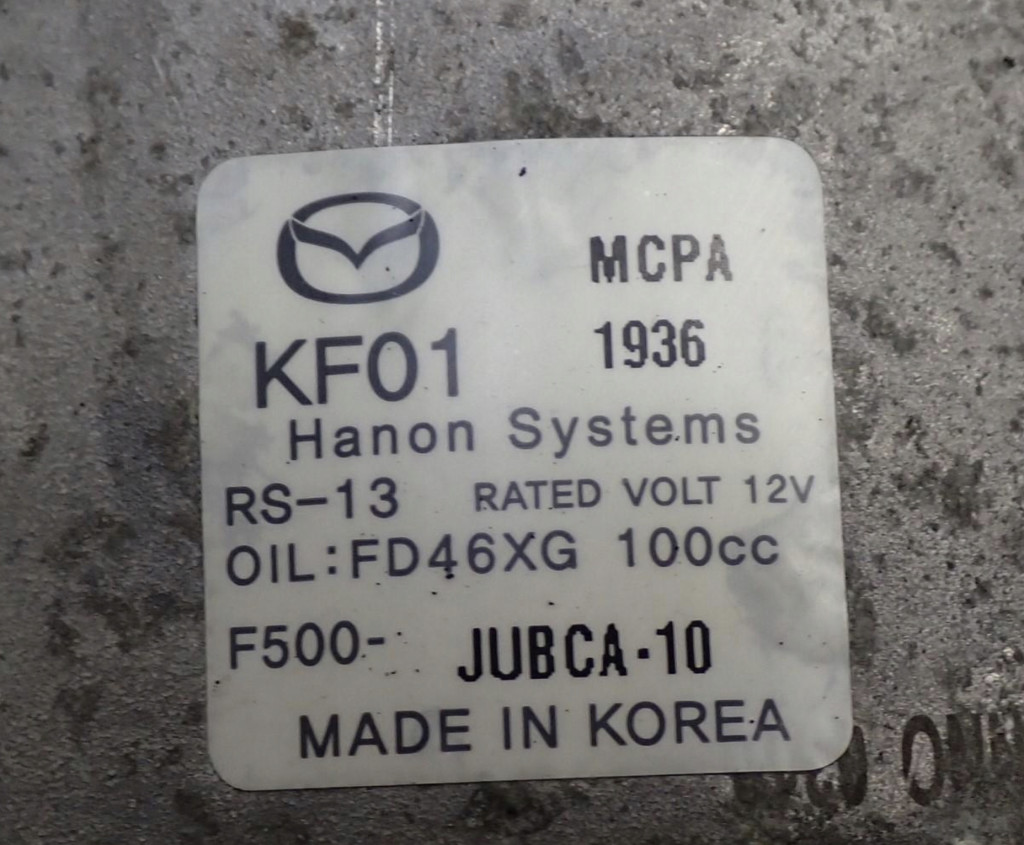 MCPA
KF01 1936
Hanon Systems
RS-13 RATED VOLT 12V
OIL:FD46XG 100cc
F500- JUBCA-10
MADE IN KOREA